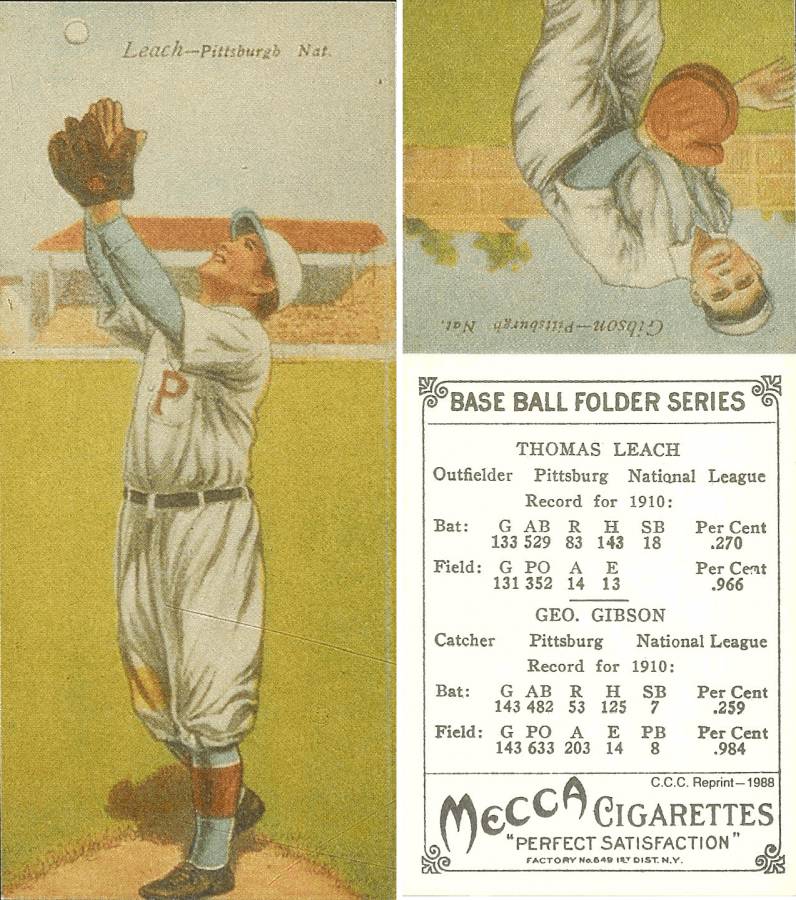 Leach—Pittsburgh Nat.
P
Gibson—Pittsburgh Nat.
BASE BALL FOLDER SERIES
THOMAS LEACH
Outfielder Pittsburg National League
Record for 1910:
Bat: G AB R H SB Per Cent
133 529 83 143 18 .270
Field: G PO A E Per Cent
131 352 14 13 .966
GEO. GIBSON
Catcher Pittsburg National League
Record for 1910:
Bat: G AB R H SB Per Cent
143 482 53 125 7 .259
Field: G PO A E PB Per Cent
143 633 203 14 8 .984
C.C.C. Reprint—1988
MECCA CIGARETTES
"PERFECT SATISFACTION"
FACTORY No.649 1ST DIST. N.Y.